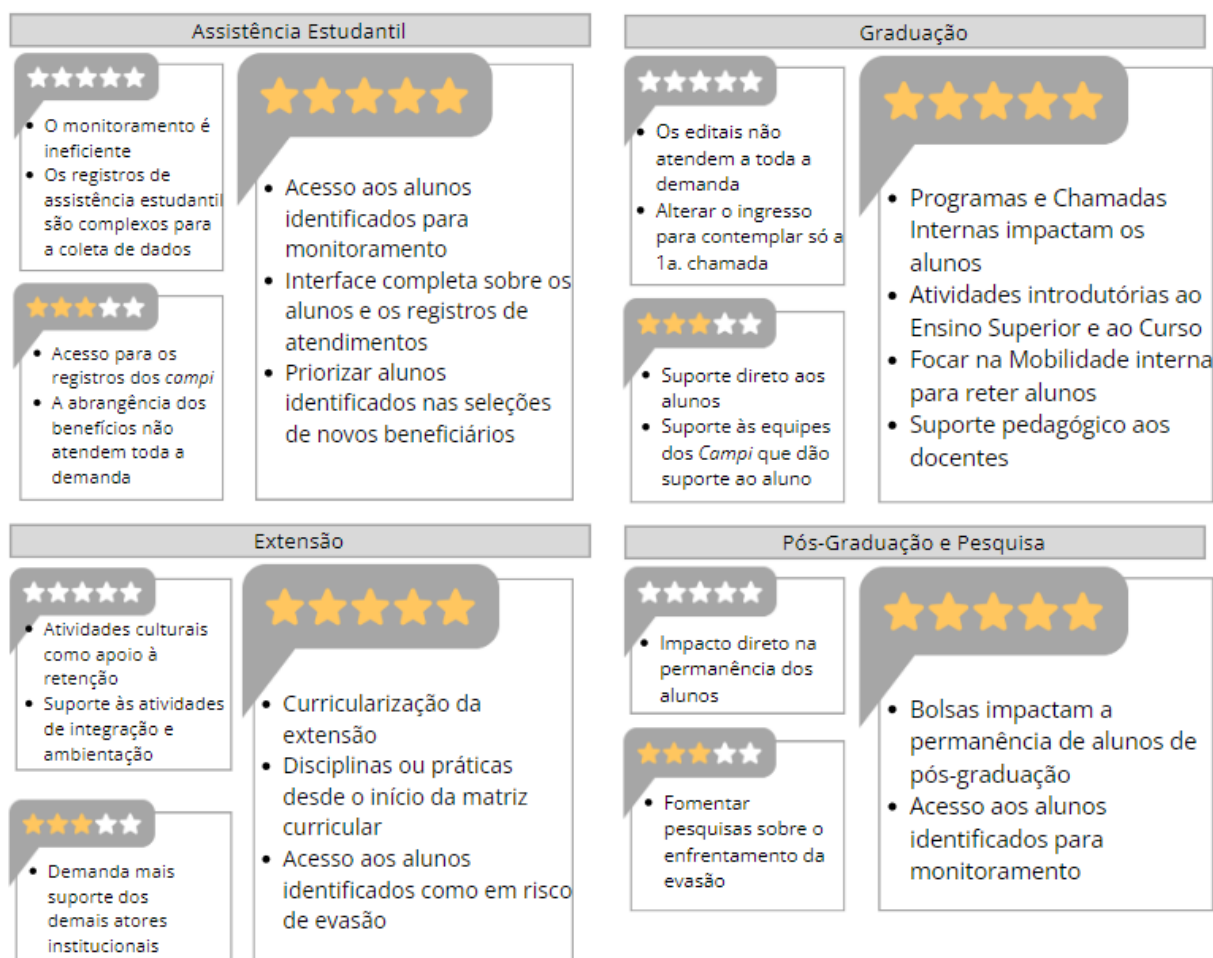 Assistência Estudantil
• O monitoramento é
ineficiente
• Os registros de
assistência estudantil
são complexos para
a coleta de dados
• Acesso para os
registros dos campi
• A abrangência dos
benefícios não
atendem toda a
demanda
• Acesso aos alunos
identificados para
monitoramento
• Interface completa sobre os
alunos e os registros de
atendimentos
• Priorizar alunos
identificados nas seleções
de novos beneficiários
Graduação
• Os editais não
atendem a toda a
demanda
• Alterar o ingresso
para contemplar só a
1a. chamada
• Suporte direto aos
alunos
• Suporte às equipes
dos Campi que dão
suporte ao aluno
• Programas e Chamadas
Internas impactam os
alunos
• Atividades introdutórias ao
Ensino Superior e ao Curso
• Focar na Mobilidade interna
para reter alunos
• Suporte pedagógico aos
docentes
Extensão
• Atividades culturais
como apoio à
retenção
• Suporte às atividades
de integração e
ambientação
• Demanda mais
suporte dos
demais atores
institucionais
• Curricularização da
extensão
• Disciplinas ou práticas
desde o início da matriz
curricular
• Acesso aos alunos
identificados como em risco
de evasão
Pós-Graduação e Pesquisa
• Impacto direto na
permanência dos
alunos
• Fomentar
pesquisas sobre o
enfrentamento da
evasão
• Bolsas impactam a
permanência de alunos de
pós-graduação
• Acesso aos alunos
identificados para
monitoramento